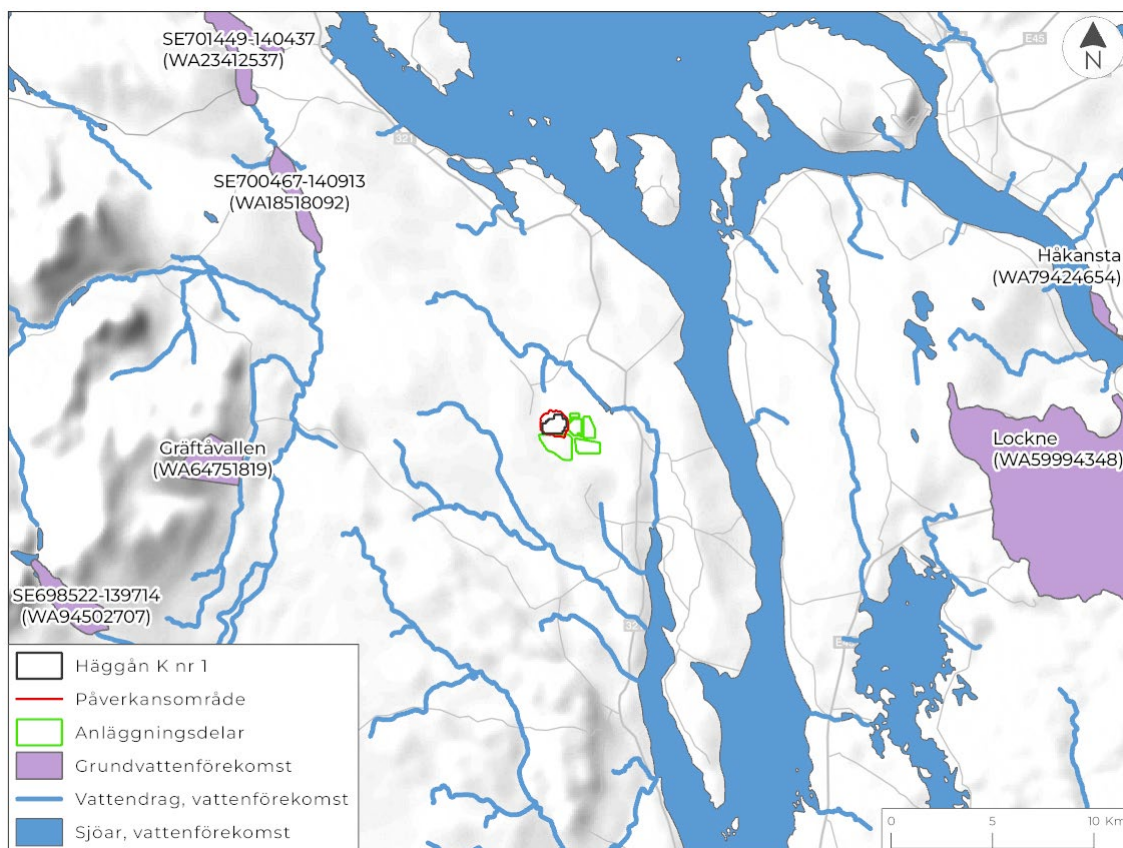 SE701449-140437
(WA23412537)
E45
N
321
SE700467-140913
(WA18518092)
Håkansta
(WA79424654)
Gräftåvallen
(WA64751819)
Lockne
(WA59994348)
SE698522-139714
(WA94502707)
Häggån K nr 1
Påverkansområde
Anläggningsdelar
Grundvattenförekomst
Vattendrag, vattenförekomst
Sjöar, vattenförekomst
0 5 10 Km